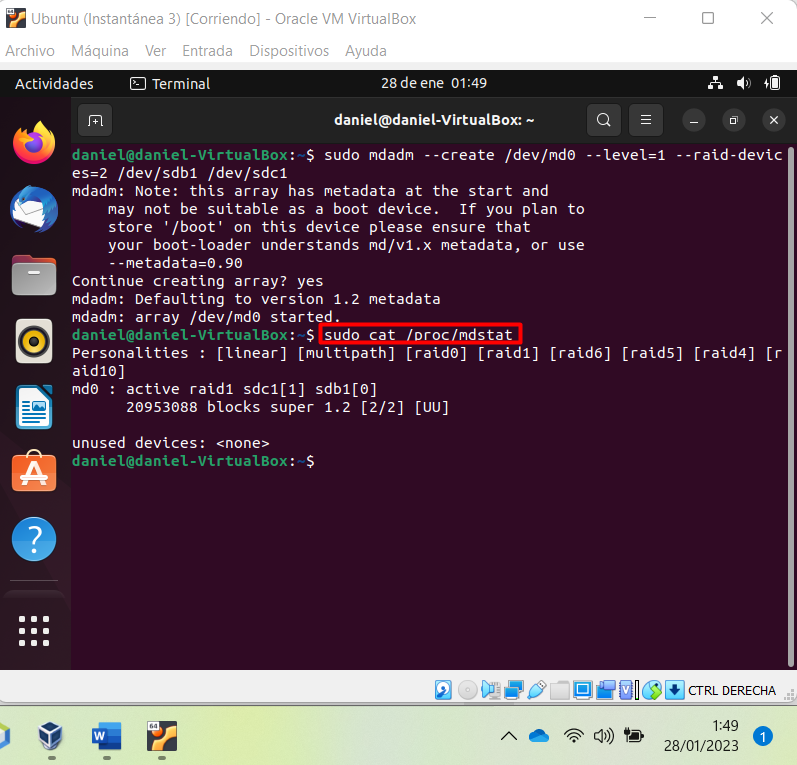 Ubuntu (Instantánea 3) [Corriendo] - Oracle VM VirtualBox
Archivo Máquina Ver Entrada Dispositivos Ayuda
Actividades Terminal 28 de ene 01:49
daniel@daniel-VirtualBox: ~
daniel@daniel-VirtualBox:~$ sudo mdadm --create /dev/md0 --level=1 --raid-devic
es=2 /dev/sdb1 /dev/sdc1
mdadm: Note: this array has metadata at the start and
    may not be suitable as a boot device.  If you plan to
    store '/boot' on this device please ensure that
    your boot-loader understands md/v1.x metadata, or use
    --metadata=0.90
Continue creating array? yes
mdadm: Defaulting to version 1.2 metadata
mdadm: array /dev/md0 started.
daniel@daniel-VirtualBox:~$ sudo cat /proc/mdstat
Personalities : [linear] [multipath] [raid0] [raid1] [raid6] [raid5] [raid4] [r
aid10]
md0 : active raid1 sdc1[1] sdb1[0]
      20953088 blocks super 1.2 [2/2] [UU]
unused devices: <none>
daniel@daniel-VirtualBox:~$
CTRL DERECHA
1:49
28/01/2023
1